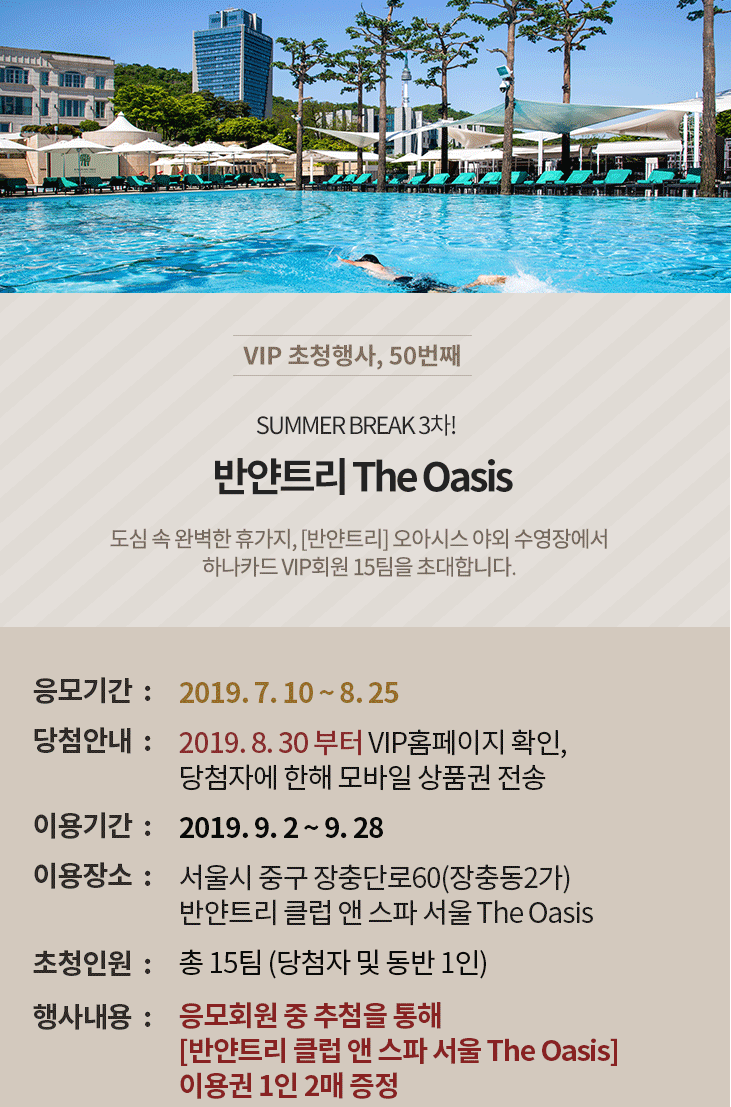 VIP 초청행사, 50번째
SUMMER BREAK 3차!
반얀트리 The Oasis
도심 속 완벽한 휴가지, [반얀트리] 오아시스 야외 수영장에서
하나카드 VIP회원 15팀을 초대합니다.
응모기간 : 2019. 7. 10 ~ 8. 25
당첨안내 : 2019. 8. 30 부터 VIP홈페이지 확인,
당첨자에 한해 모바일 상품권 전송
이용기간 : 2019. 9. 2 ~ 9. 28
이용장소 : 서울시 중구 장충단로60(장충동2가)
반얀트리 클럽 앤 스파 서울 The Oasis
초청인원 : 총 15팀 (당첨자 및 동반 1인)
행사내용 : 응모회원 중 추첨을 통해
[반얀트리 클럽 앤 스파 서울 The Oasis]
이용권 1인 2매 증정